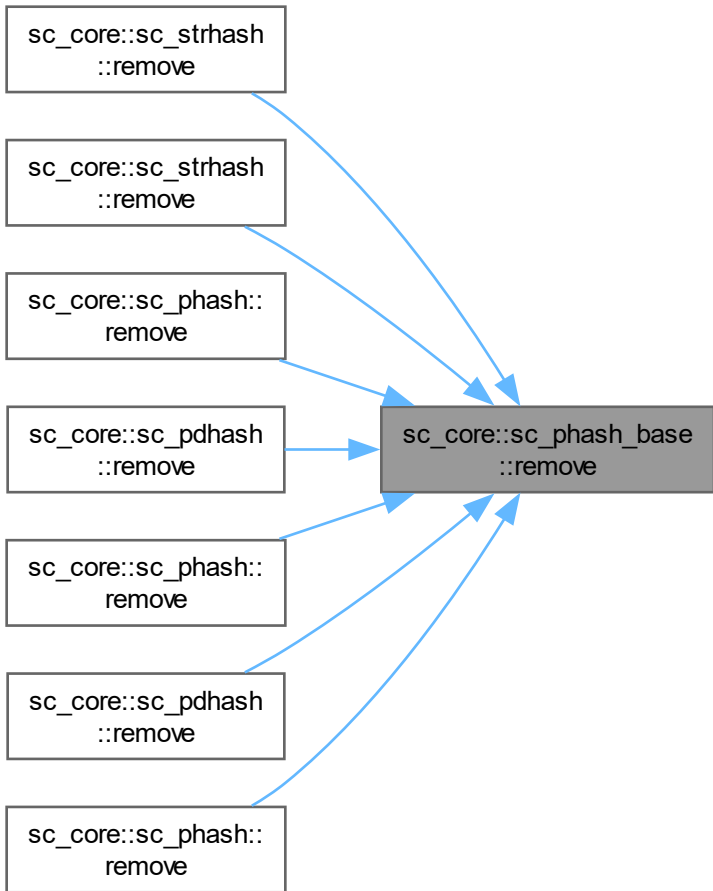 sc_core::sc_strhash
::remove
sc_core::sc_strhash
::remove
sc_core::sc_phash::
remove
sc_core::sc_pdhash
::remove
sc_core::sc_phash_base
::remove
sc_core::sc_phash::
remove
sc_core::sc_pdhash
::remove
sc_core::sc_phash::
remove